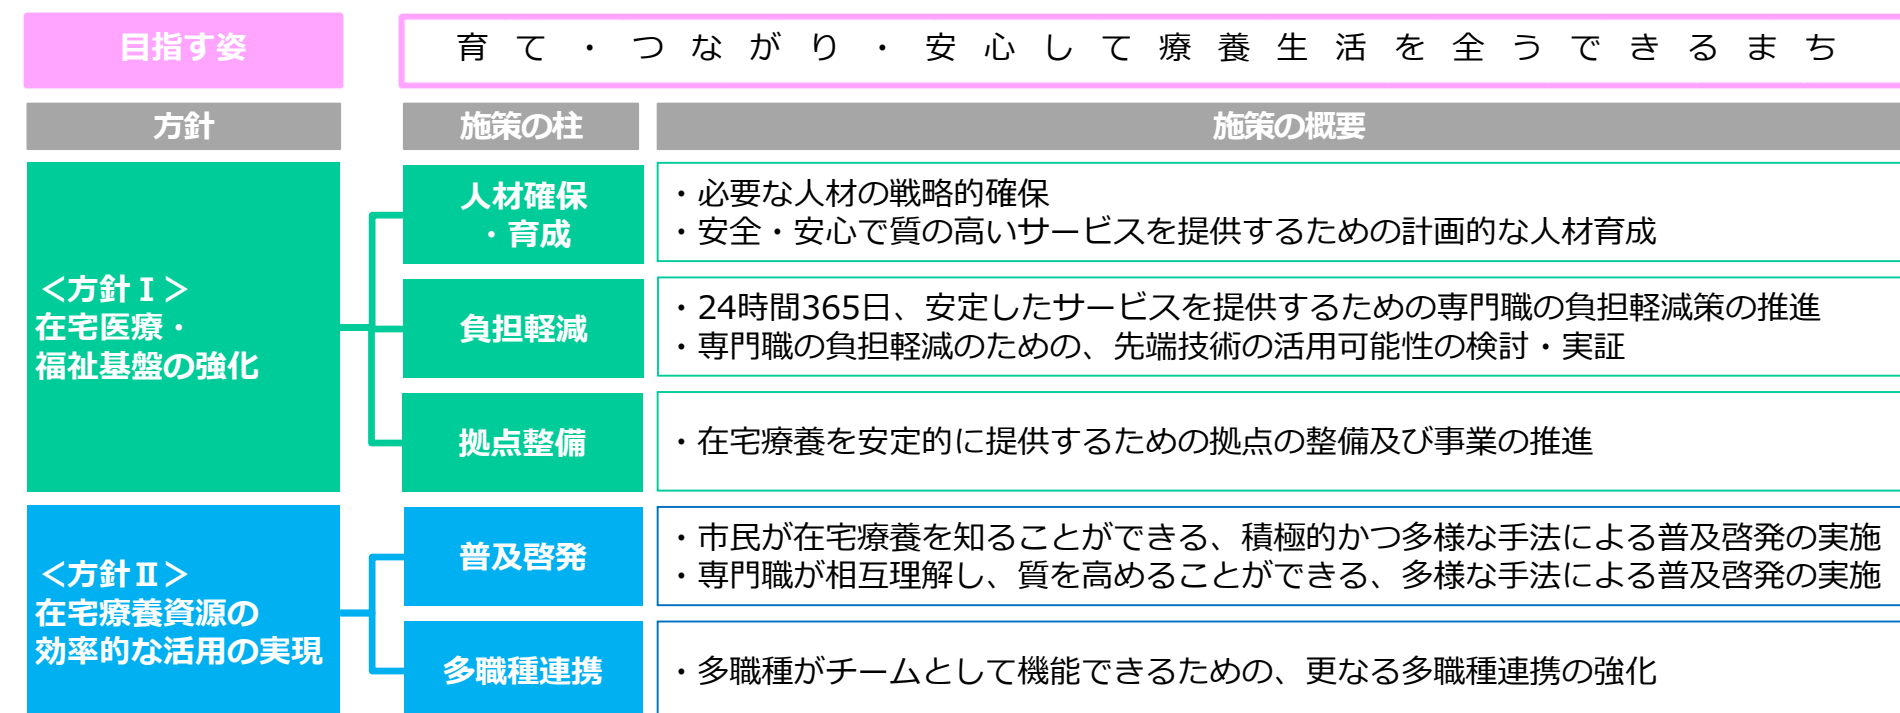 目指す姿
育て・つながり・安心して療養生活を全うできるまち
方針
施策の柱
施策の概要
＜方針Ⅰ＞
在宅医療・
福祉基盤の強化
人材確保
・育成
・必要な人材の戦略的確保
・安全・安心で質の高いサービスを提供するための計画的な人材育成
負担軽減
・24時間365日、安定したサービスを提供するための専門職の負担軽減策の推進
・専門職の負担軽減のための、先端技術の活用可能性の検討・実証
拠点整備
・在宅療養を安定的に提供するための拠点の整備及び事業の推進
＜方針Ⅱ＞
在宅療養資源の
効率的な活用の実現
普及啓発
・市民が在宅療養を知ることができる、積極的かつ多様な手法による普及啓発の実施
・専門職が相互理解し、質を高めることができる、多様な手法による普及啓発の実施
多職種連携
・多職種がチームとして機能できるための、更なる多職種連携の強化